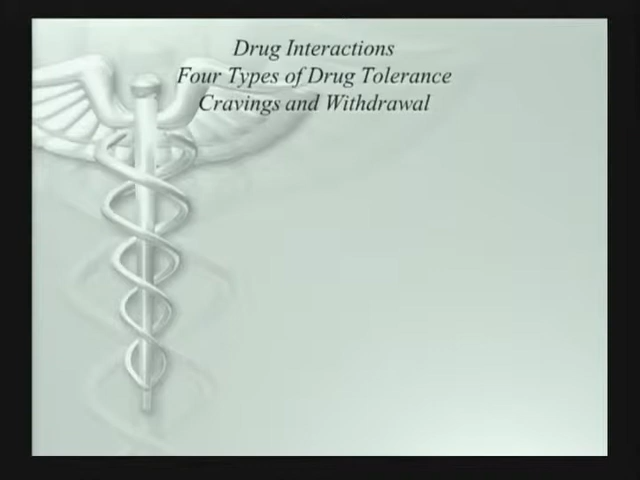 Drug Interactions
Four Types of Drug Tolerance
Cravings and Withdrawal